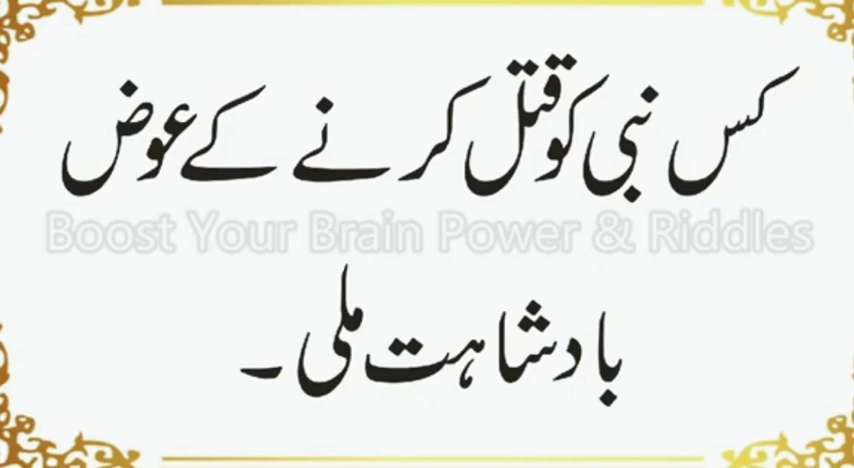 کس نبی کو قتل کرنے کے عوض
Boost Your Brain Power & Riddles
بادشاہت ملی ۔